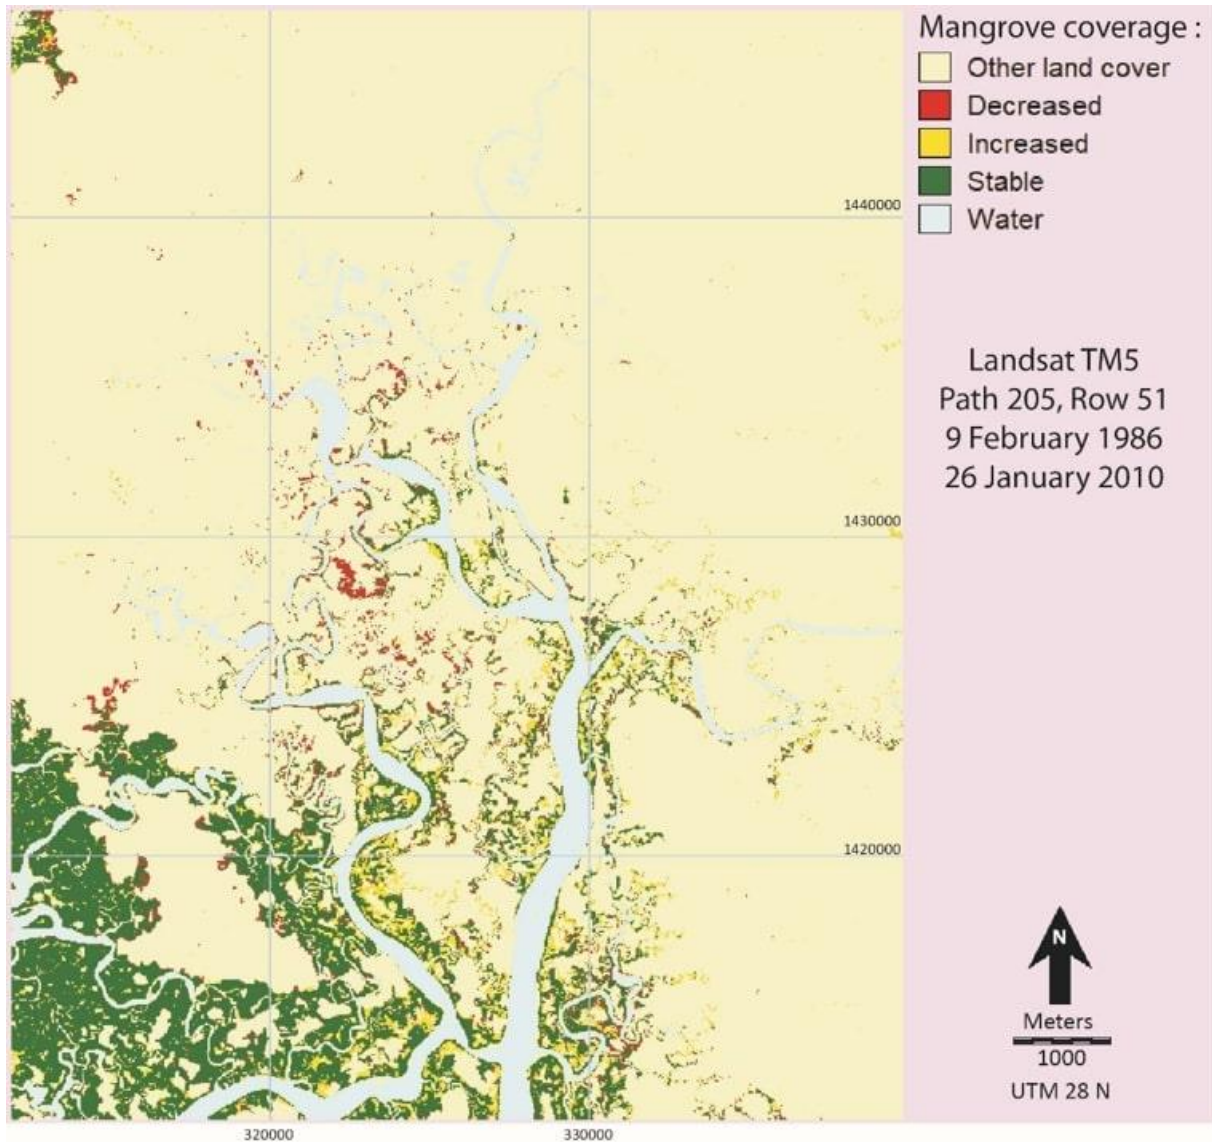 Mangrove coverage :
Other land cover
Decreased
Increased
Stable
Water
1440000
Landsat TM5
Path 205, Row 51
9 February 1986
26 January 2010
1430000
1420000
N
Meters
1000
UTM 28 N
320000
330000